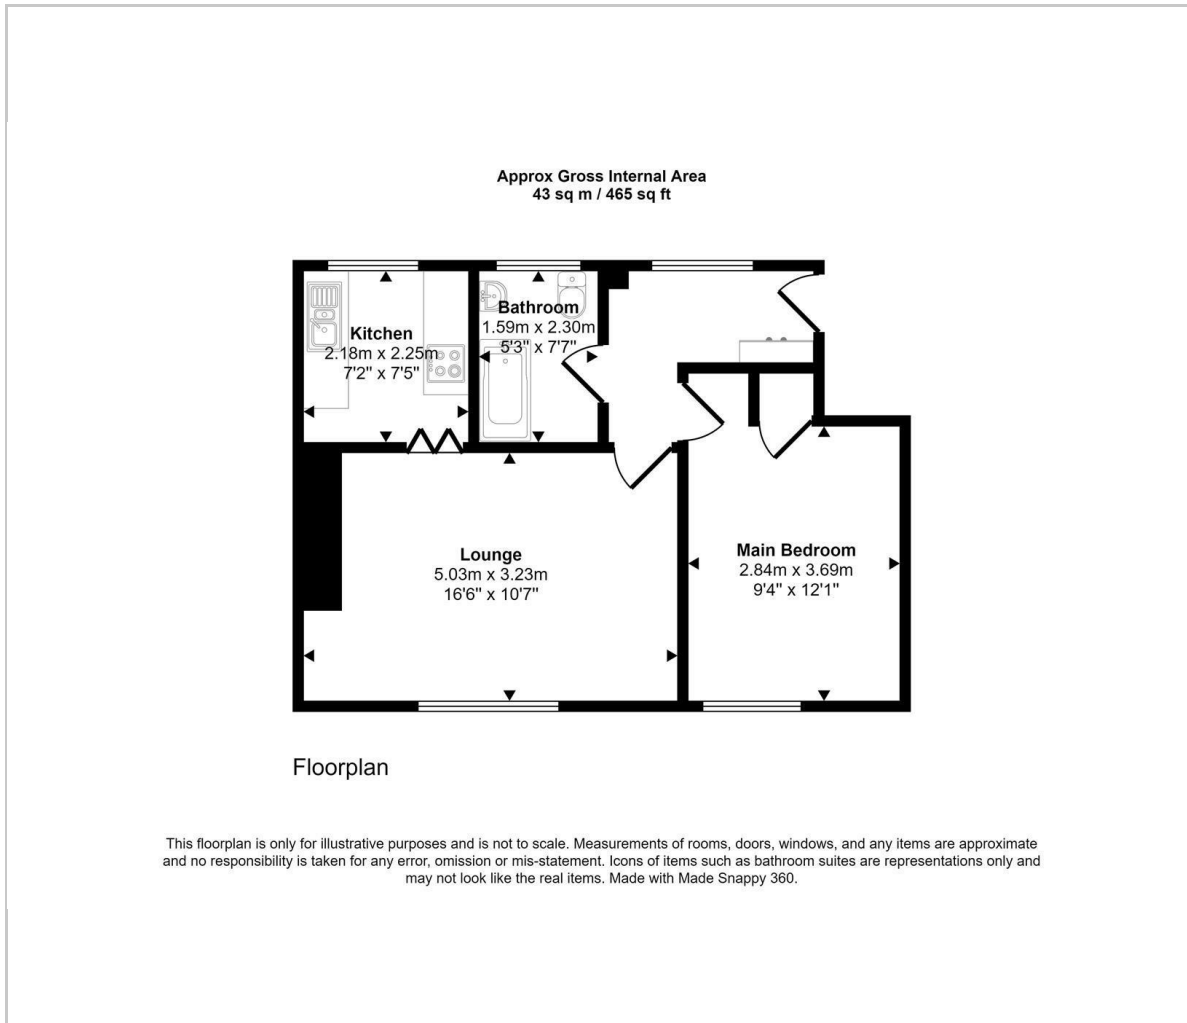 Approx Gross Internal Area
43 sq m / 465 sq ft
Kitchen
2.18m x 2.25m
7'2" x 7'5"
Bathroom
1.59m x 2.30m
5'3" x 7'7"
Lounge
5.03m x 3.23m
16'6" x 10'7"
Main Bedroom
2.84m x 3.69m
9'4" x 12'1"
Floorplan
This floorplan is only for illustrative purposes and is not to scale. Measurements of rooms, doors, windows, and any items are approximate
and no responsibility is taken for any error, omission or mis-statement. Icons of items such as bathroom suites are representations only and
may not look like the real items. Made with Made Snappy 360.